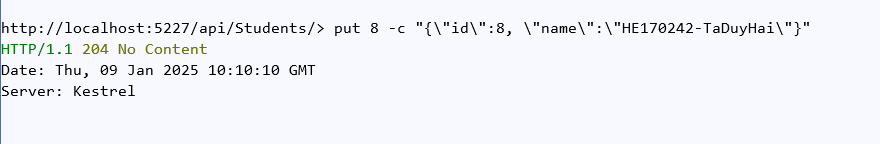 http://localhost:5227/api/Students/> put 8 -c "{\"id\":8, \"name\":\"HE170242-TaDuyHai\"}"
HTTP/1.1 204 No Content
Date: Thu, 09 Jan 2025 10:10:10 GMT
Server: Kestrel